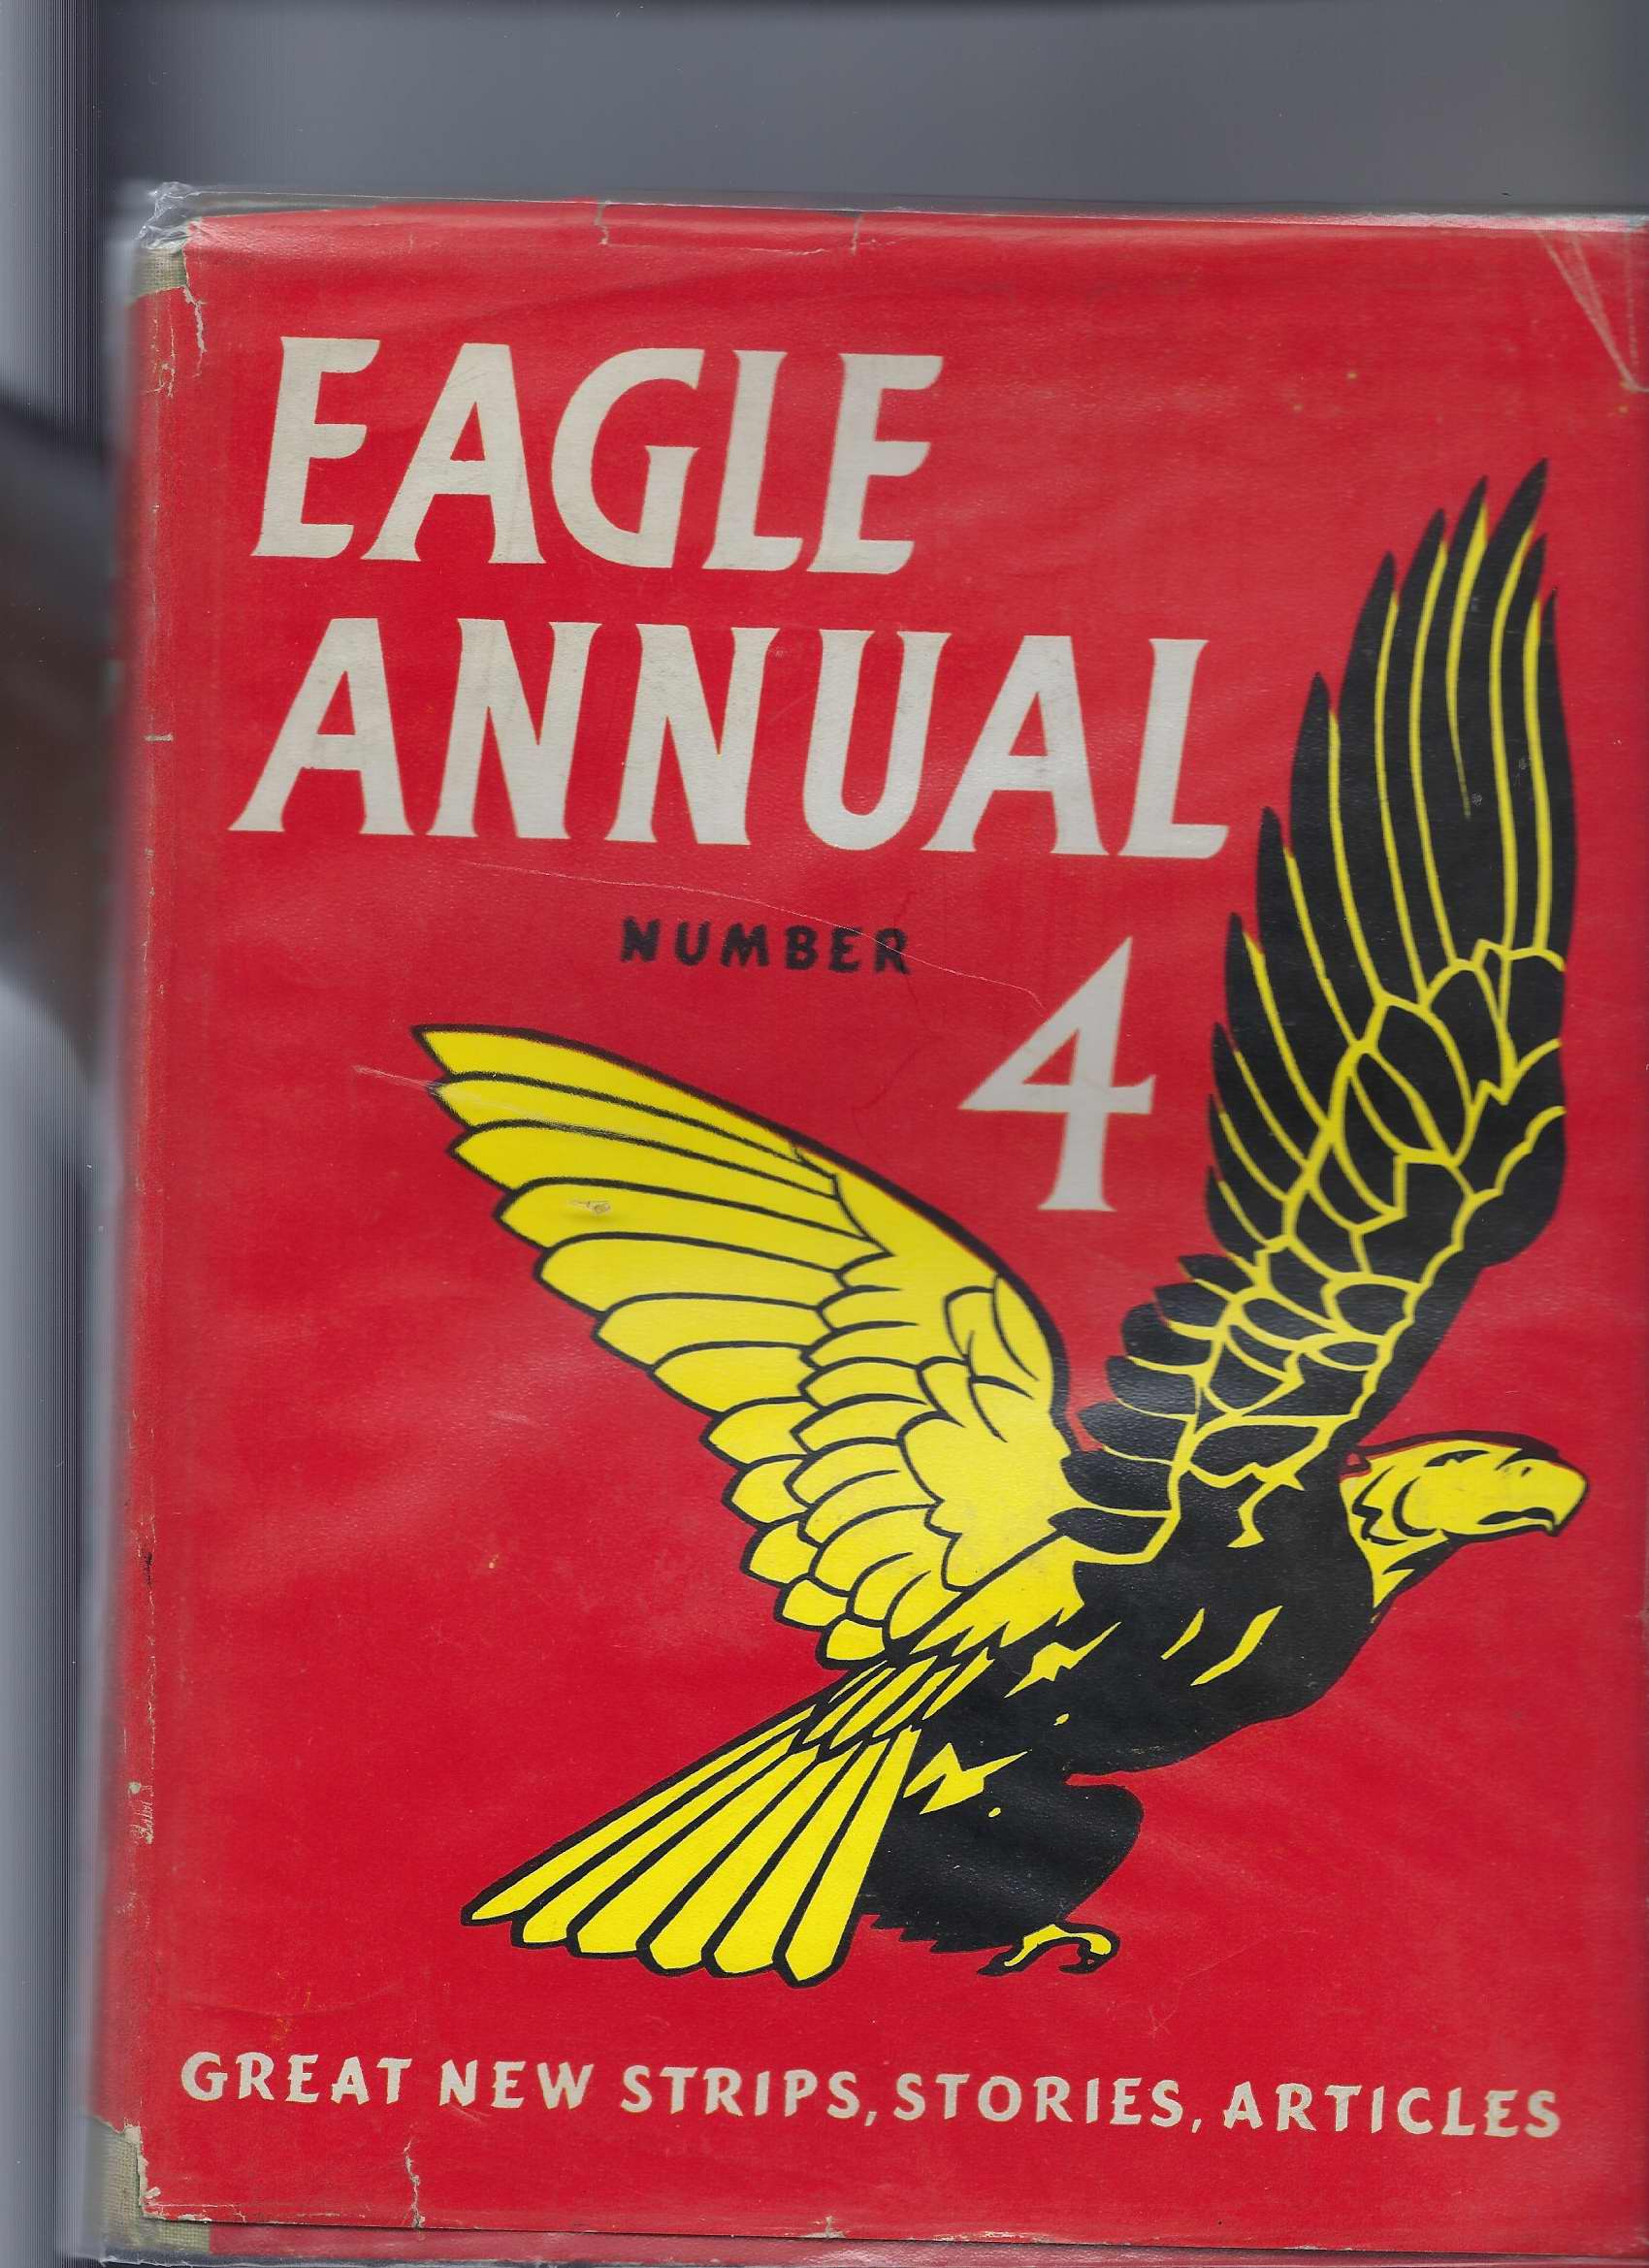 EAGLE
ANNUAL
NUMBER
4
GREAT NEW STRIPS, STORIES, ARTICLES